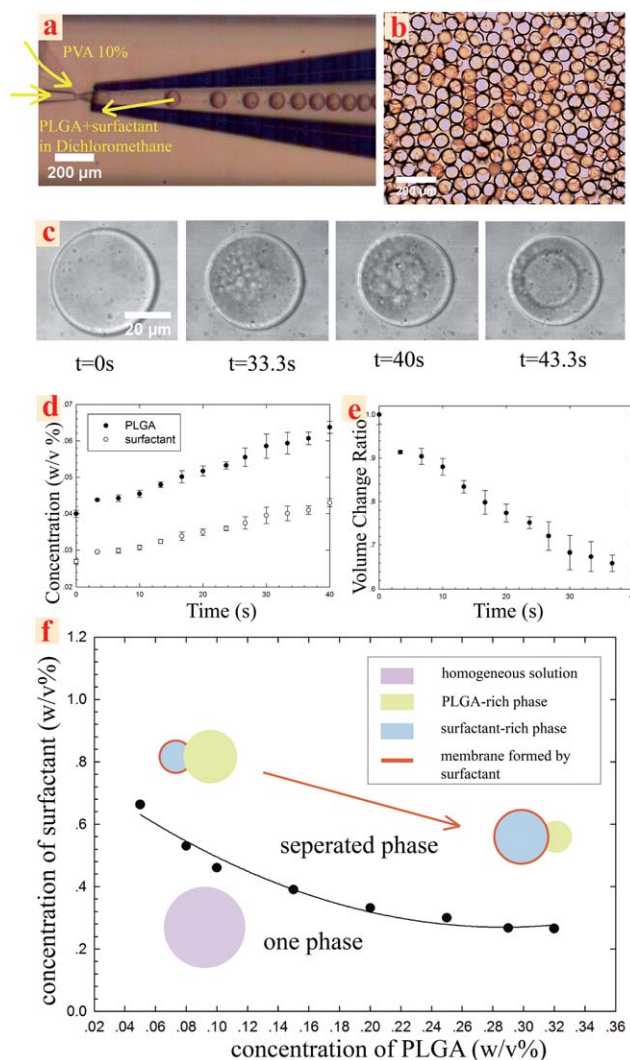 a
PVA 10%
PLGA+surfactant
in Dichloromethane
200 µm
b
200 µm
c
20 µm
t=0s
t=33.3s
t=40s
t=43.3s
d
PLGA
surfactant
Concentration (w/v %)
.07
.06
.05
.04
.03
.02
0
10
20
30
40
Time (s)
e
Volume Change Ratio
1.0
.9
.8
.7
.6
0
10
20
30
Time (s)
f
1.2
1.0
.8
.6
.4
.2
0.0
concentration of surfactant (w/v%)
homogeneous solution
PLGA-rich phase
surfactant-rich phase
membrane formed by
surfactant
seperated phase
one phase
.02
.04
.06
.08
.10
.12
.14
.16
.18
.20
.22
.24
.26
.28
.30
.32
.34
.36
concentration of PLGA (w/v%)